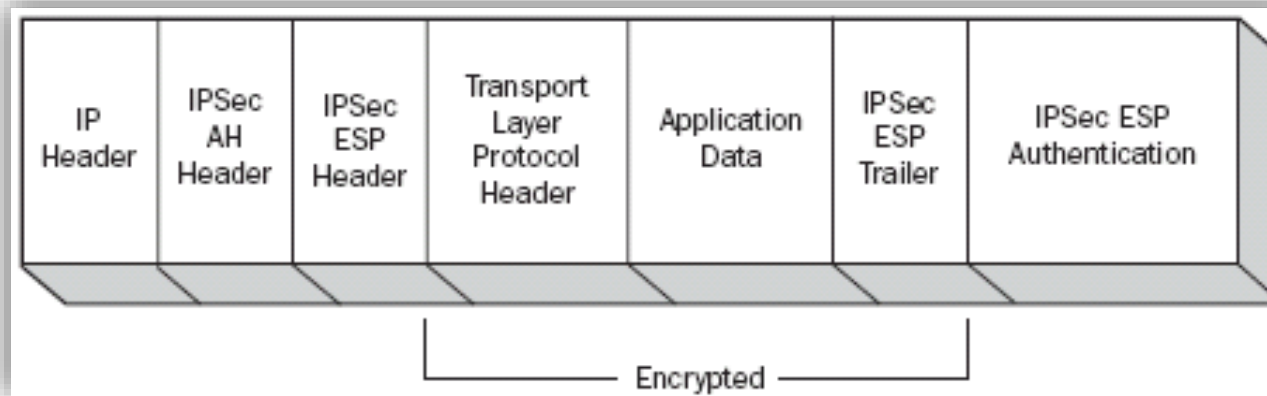 IP
Header
IPSec
AH
Header
IPSec
ESP
Header
Transport
Layer
Protocol
Header
Application
Data
IPSec
ESP
Trailer
IPSec ESP
Authentication
Encrypted